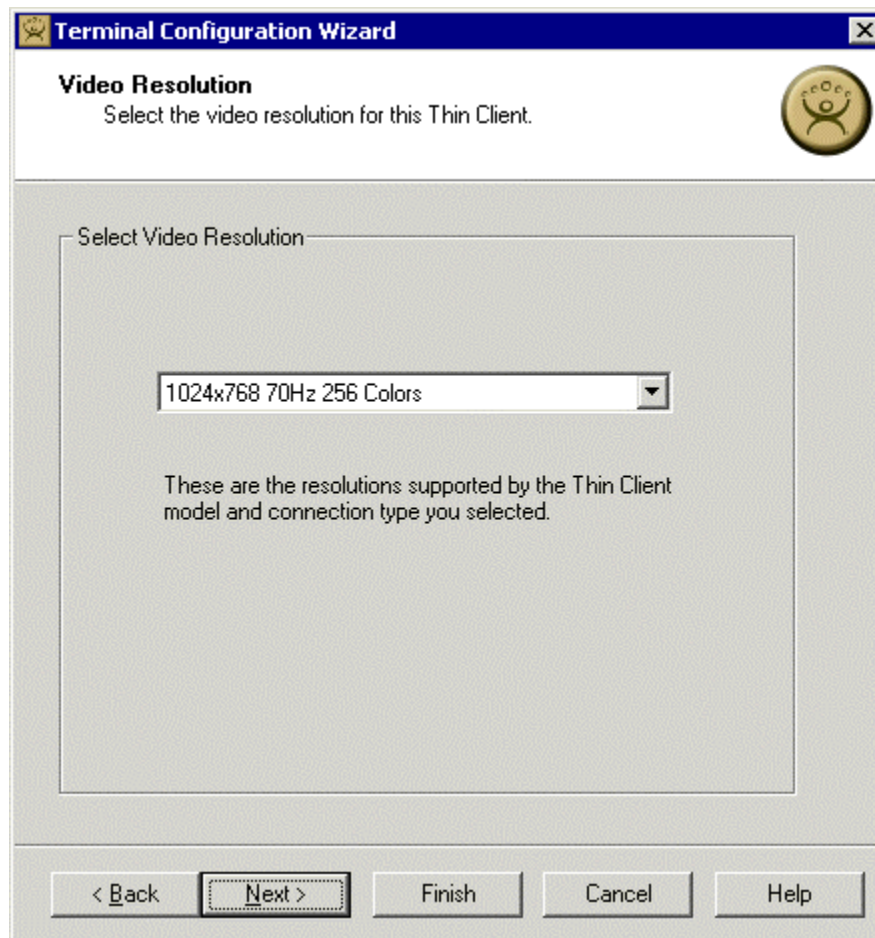 Terminal Configuration Wizard
Video Resolution
Select the video resolution for this Thin Client.
Select Video Resolution
1024x768 70Hz 256 Colors
These are the resolutions supported by the Thin Client
model and connection type you selected.
< Back Next > Finish Cancel Help